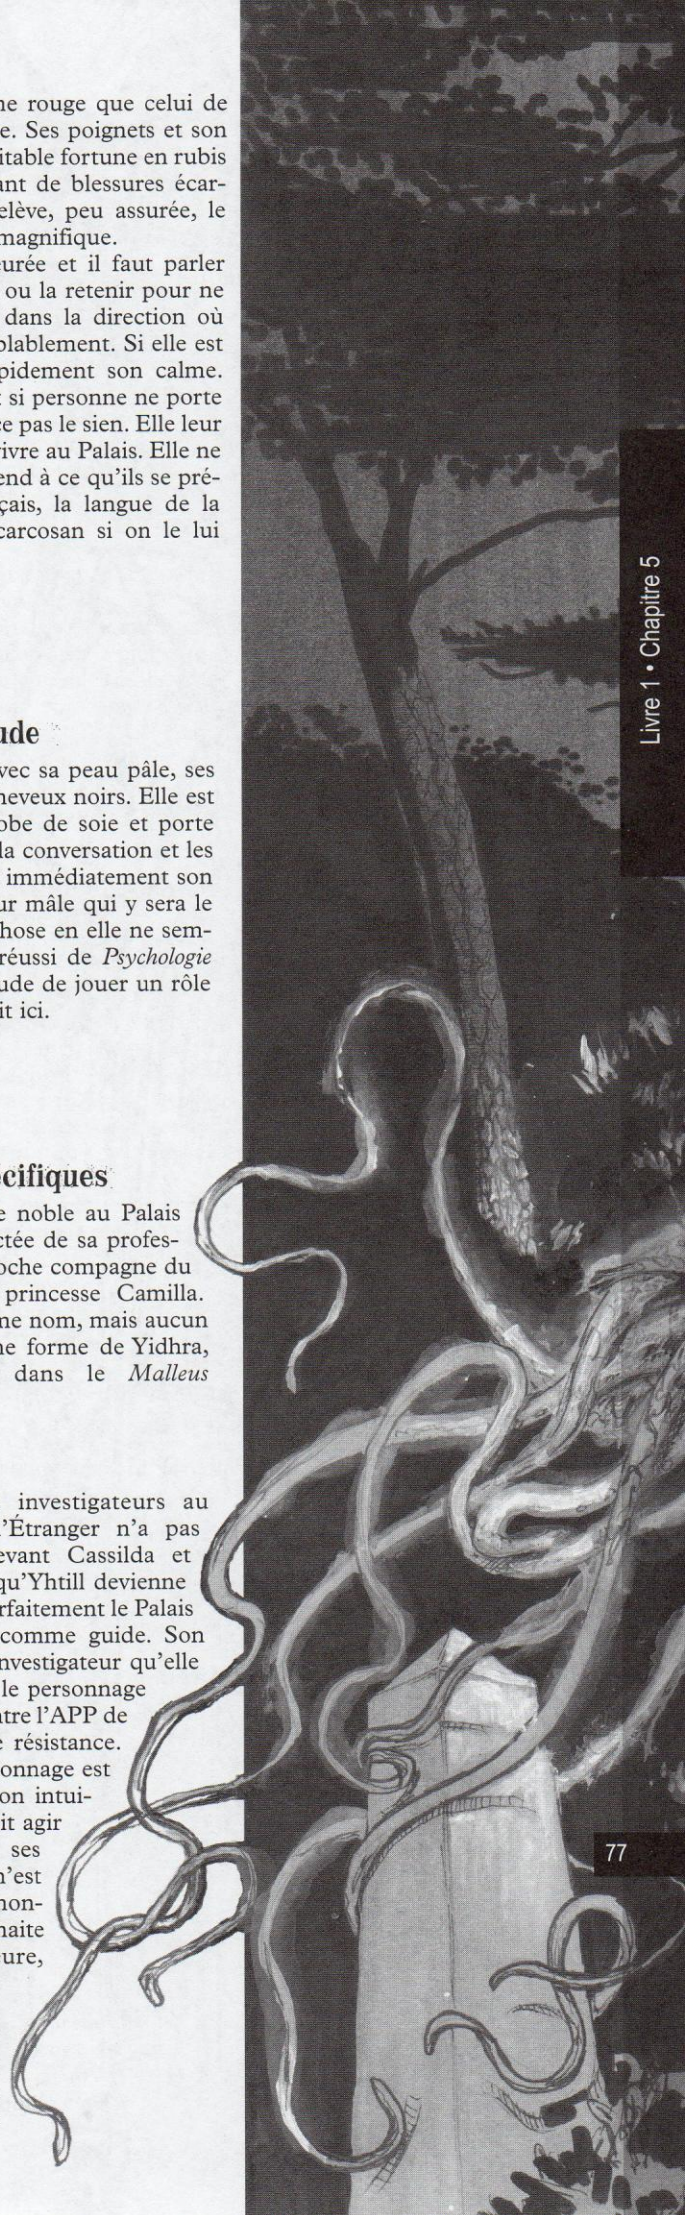 ne rouge que celui de
e. Ses poignets et son
itable fortune en rubis
ant de blessures écar-
elève, peu assurée, le
magnifique.
eurée et il faut parler
ou la retenir pour ne
dans la direction où
blablement. Si elle est
pidement son calme.
t si personne ne porte
ce pas le sien. Elle leur
vivre au Palais. Elle ne
end à ce qu'ils se pré-
çais, la langue de la
carcosan si on le lui
Livre 1 • Chapitre 5
ude
vec sa peau pâle, ses
heveux noirs. Elle est
obe de soie et porte
la conversation et les
immédiatement son
ur mâle qui y sera le
hose en elle ne sem-
réussi de Psychologie
ude de jouer un rôle
it ici.
écifiques
e noble au Palais
ctée de sa profes-
oche compagne du
princesse Camilla.
ne nom, mais aucun
ne forme de Yidhra,
dans le Malleus
investigateurs au
l'Étranger n'a pas
evant Cassilda et
qu'Yhtill devienne
rfaitement le Palais
comme guide. Son
nvestigateur qu'elle
le personnage
ntre l'APP de
e résistance.
onnage est
on intui-
it agir
ses
n'est
non-
haite
eure,
77